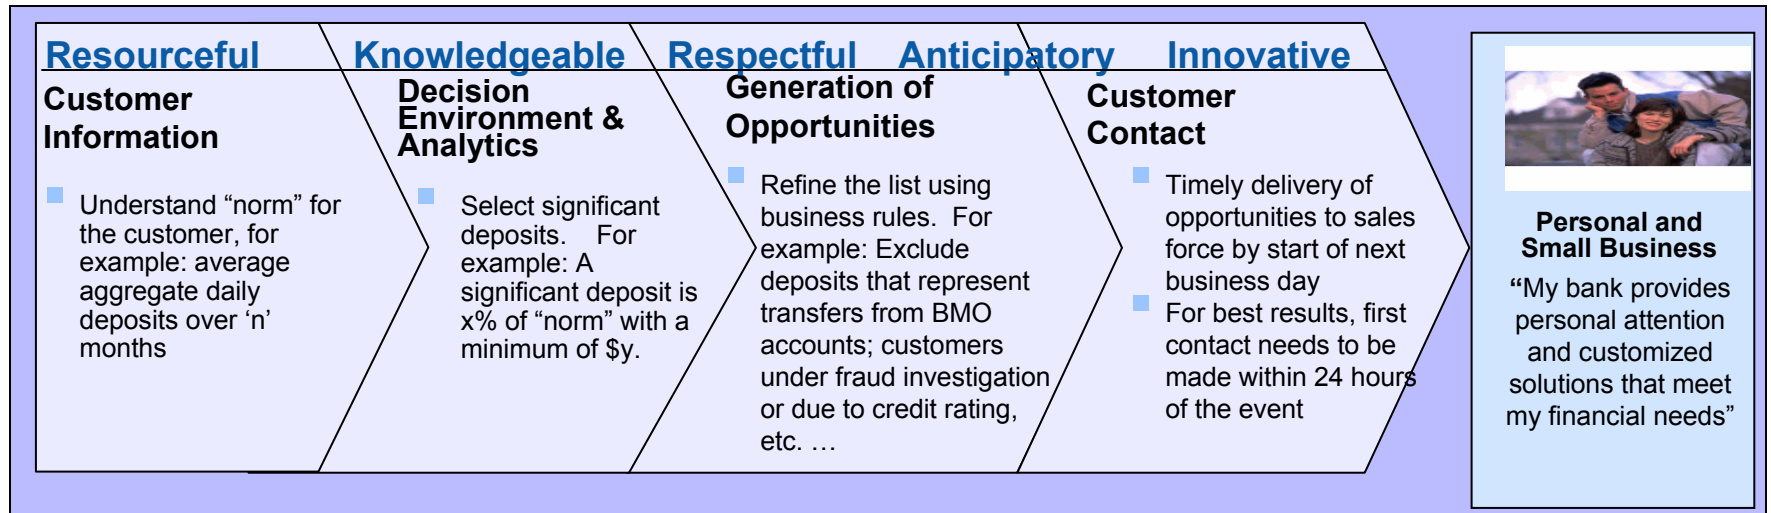 Resourceful Knowledgeable Respectful Anticipatory Innovative
Customer
Information
Understand “norm” for
the customer, for
example: average
aggregate daily
deposits over ‘n’
months
Decision
Environment &
Analytics
Select significant
deposits. For
example: A
significant deposit is
x% of “norm” with a
minimum of $y.
Generation of
Opportunities
Refine the list using
business rules. For
example: Exclude
deposits that represent
transfers from BMO
accounts; customers
under fraud investigation
or due to credit rating,
etc. …
Customer
Contact
Timely delivery of
opportunities to sales
force by start of next
business day
For best results, first
contact needs to be
made within 24 hours
of the event
Personal and
Small Business
“My bank provides
personal attention
and customized
solutions that meet
my financial needs”